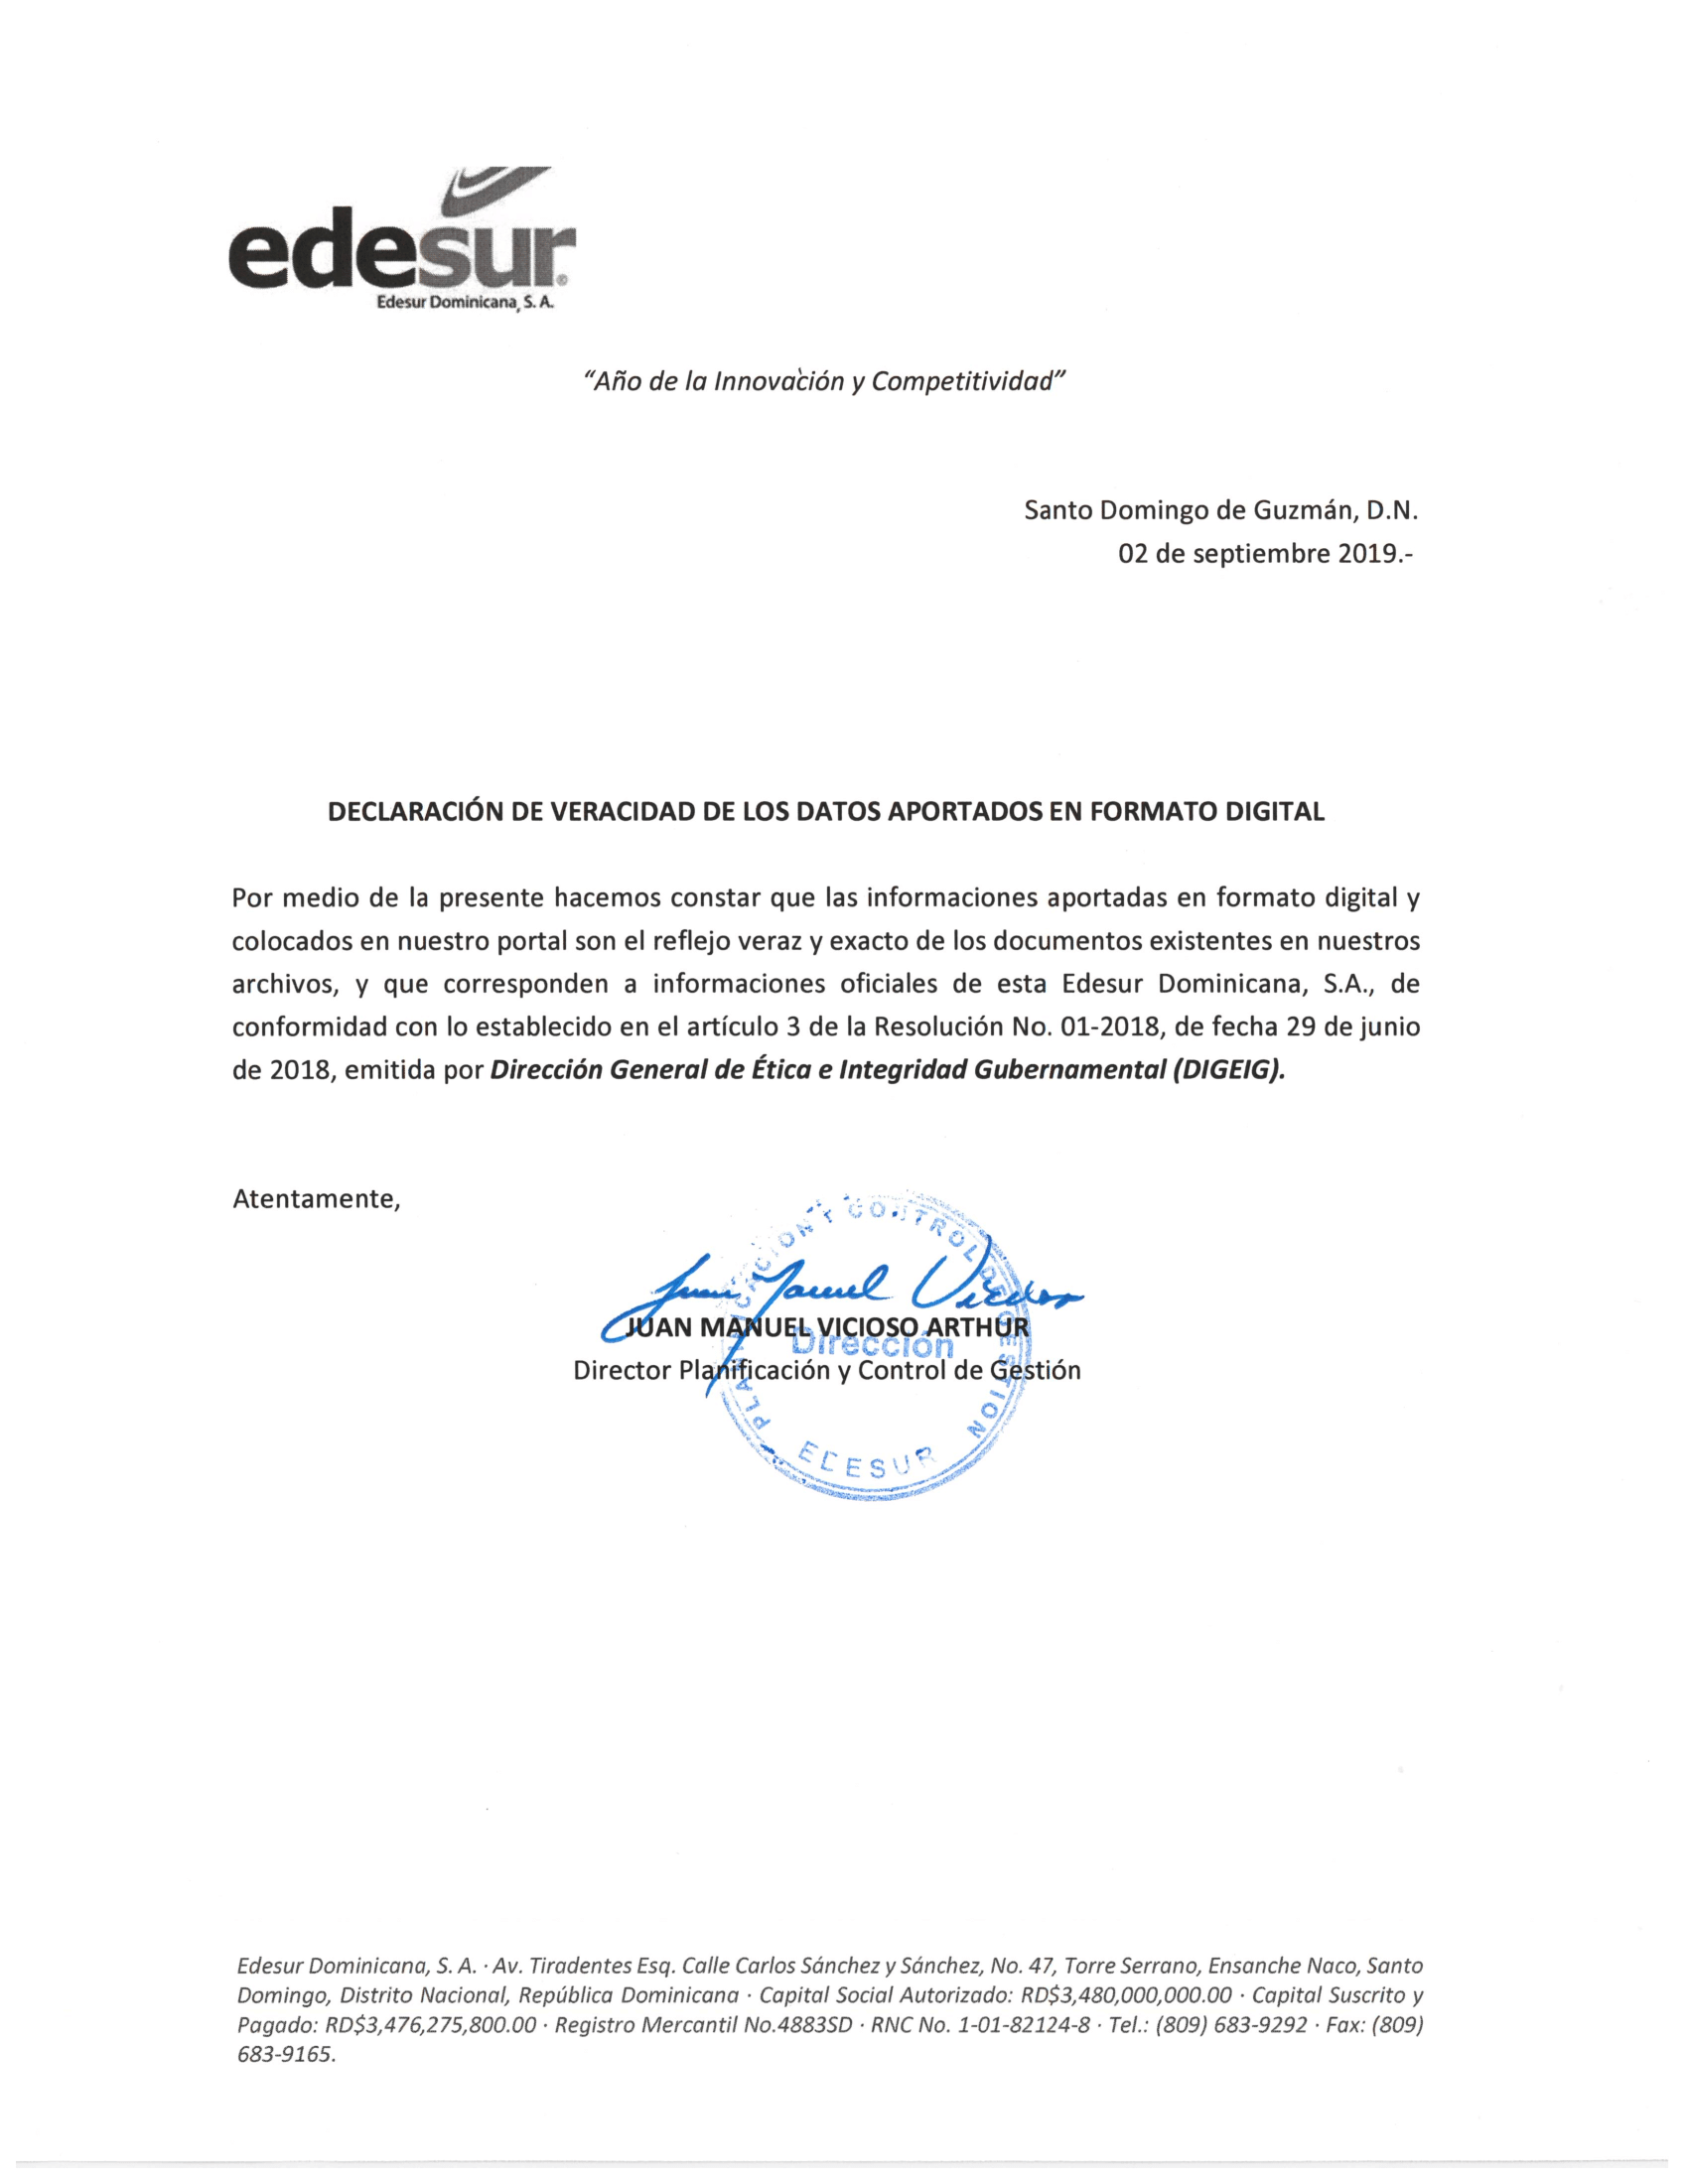 edesur®
Edesur Dominicana, S. A.
“Año de la Innovación y Competitividad”
Santo Domingo de Guzmán, D.N.
02 de septiembre 2019.-
DECLARACIÓN DE VERACIDAD DE LOS DATOS APORTADOS EN FORMATO DIGITAL
Por medio de la presente hacemos constar que las informaciones aportadas en formato digital y
colocados en nuestro portal son el reflejo veraz y exacto de los documentos existentes en nuestros
archivos, y que corresponden a informaciones oficiales de esta Edesur Dominicana, S.A., de
conformidad con lo establecido en el artículo 3 de la Resolución No. 01-2018, de fecha 29 de junio
de 2018, emitida por Dirección General de Ética e Integridad Gubernamental (DIGEIG).
Atentamente,
PLANIFICACION Y CONTROL DE GESTION
Juan Manuel Vicioso
JUAN MANUEL VICIOSO ARTHUR
Dirección
Director Planificación y Control de Gestión
EDESUR
Edesur Dominicana, S. A. · Av. Tiradentes Esq. Calle Carlos Sánchez y Sánchez, No. 47, Torre Serrano, Ensanche Naco, Santo
Domingo, Distrito Nacional, República Dominicana · Capital Social Autorizado: RD$3,480,000,000.00 · Capital Suscrito y
Pagado: RD$3,476,275,800.00 · Registro Mercantil No.4883SD · RNC No. 1-01-82124-8 · Tel.: (809) 683-9292 · Fax: (809)
683-9165.